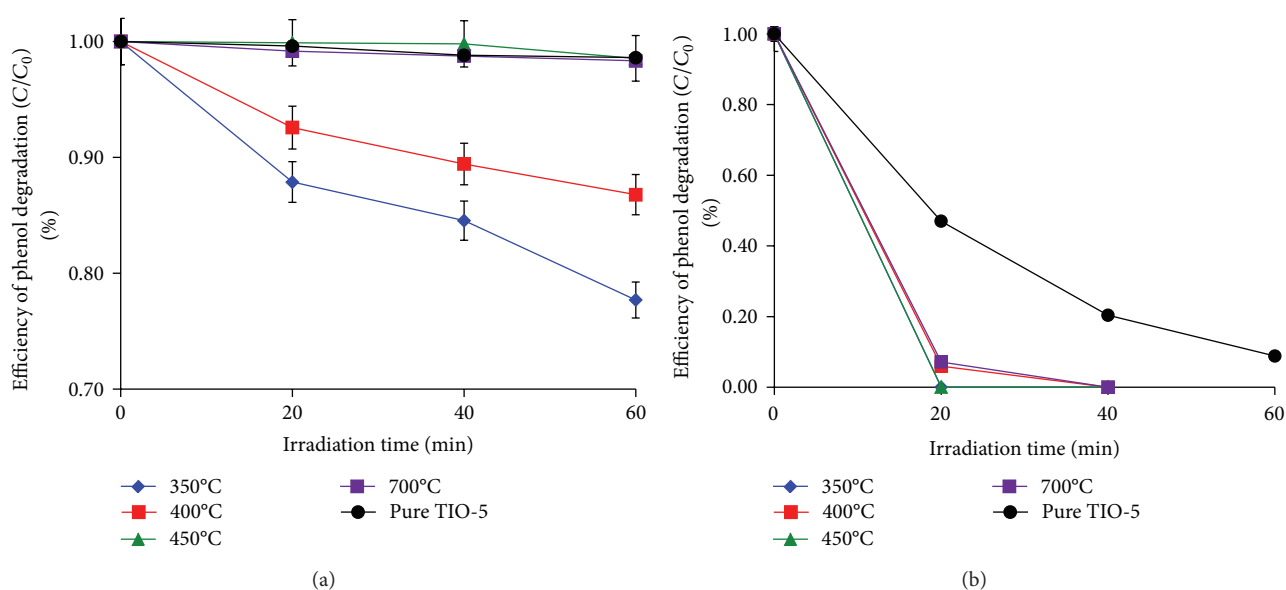 Efficiency of phenol degradation (C/C0)
(%)
1.00
0.90
0.80
0.70
0
20
40
60
Irradiation time (min)
350°C
400°C
450°C
700°C
Pure TIO-5
(a)
Efficiency of phenol degradation (C/C0)
(%)
1.00
0.80
0.60
0.40
0.20
0.00
0
20
40
60
Irradiation time (min)
350°C
400°C
450°C
700°C
Pure TIO-5
(b)